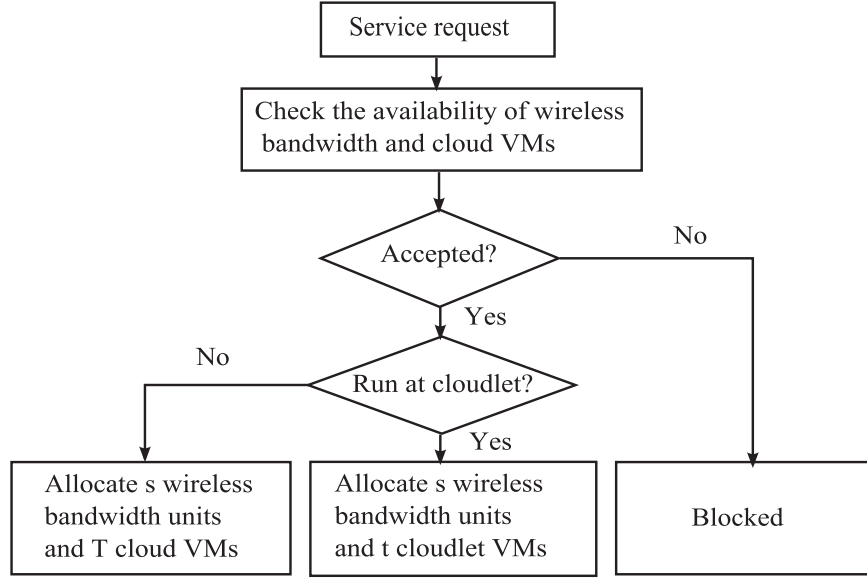 Service request
Check the availability of wireless
bandwidth and cloud VMs
Accepted?
No
Yes
No
Run at cloudlet?
Yes
Allocate s wireless
bandwidth units
and T cloud VMs
Allocate s wireless
bandwidth units
and t cloudlet VMs
Blocked